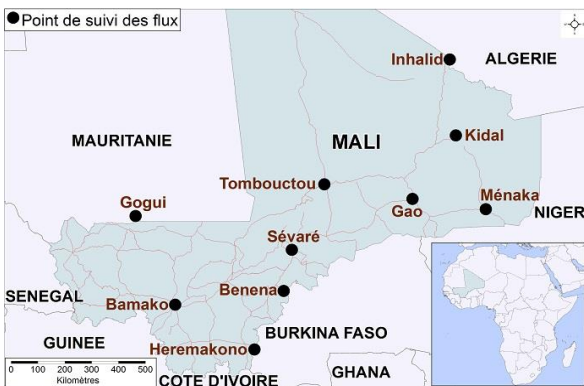 Point de suivi des flux
Inhalid
ALGERIE
MAURITANIE
MALI
Kidal
Tombouctou
Gogui
Gao
Ménaka
NIGER
Sévaré
SENEGAL
Bamako
Benena
BURKINA FASO
GUINEE
Heremakono
GHANA
0 100 200 300 400 500
Kilomètres
COTE D'IVOIRE